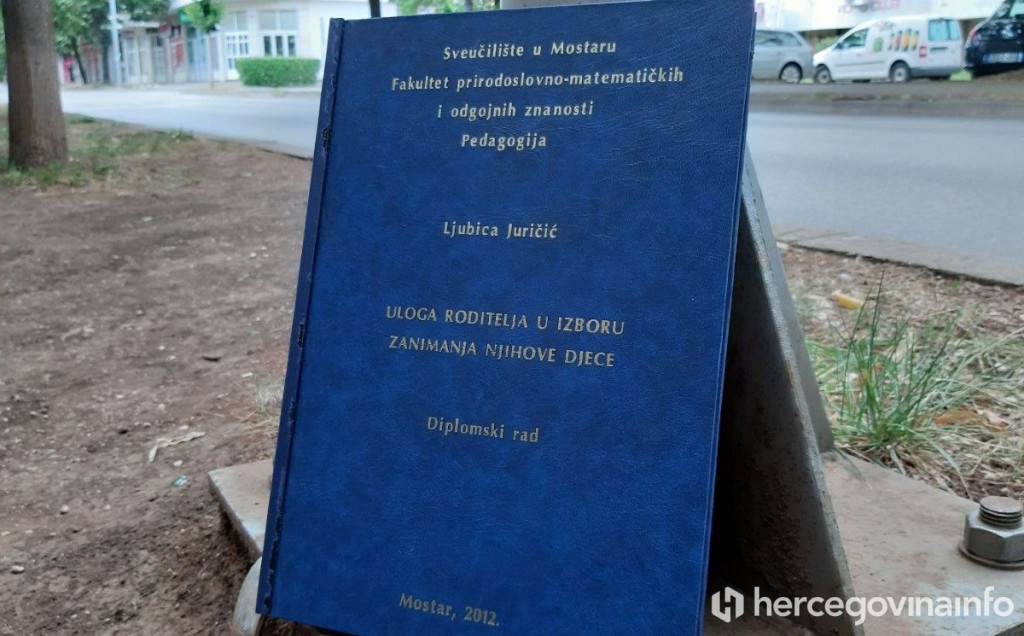 Sveučilište u Mostaru
Fakultet prirodoslovno-matematičkih
i odgojnih znanosti
Pedagogija
Ljubica Juričić
ULOGA RODITELJA U IZBORU
ZANIMANJA NJIHOVE DJECE
Diplomski rad
Mostar, 2012.
hercegovinainfo